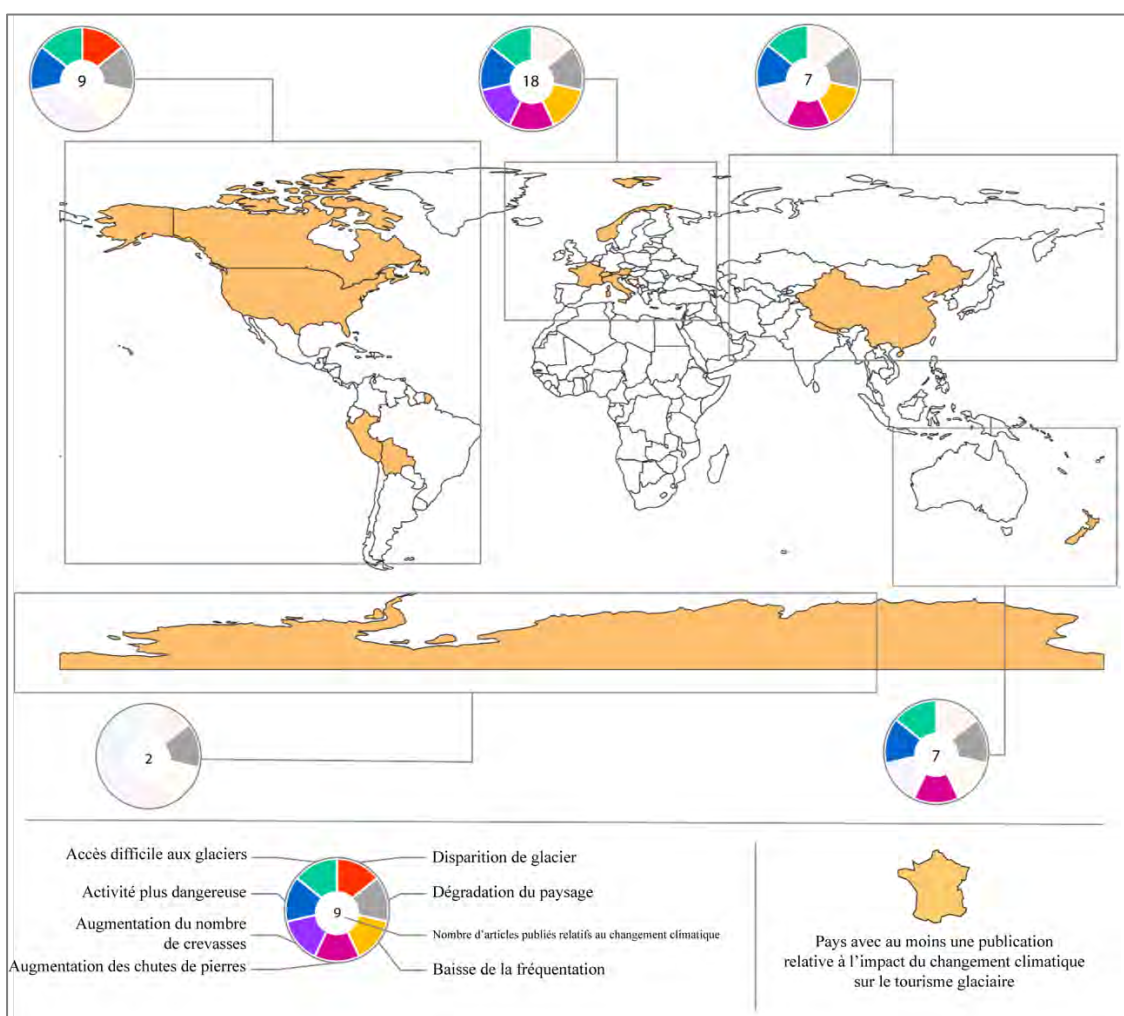 9
18
7
2
7
Accès difficile aux glaciers
Activité plus dangereuse
Augmentation du nombre
de crevasses
Augmentation des chutes de pierres
9
Disparition de glacier
Dégradation du paysage
Nombre d'articles publiés relatifs au changement climatique
Baisse de la fréquentation
Pays avec au moins une publication
relative à l'impact du changement climatique
sur le tourisme glaciaire